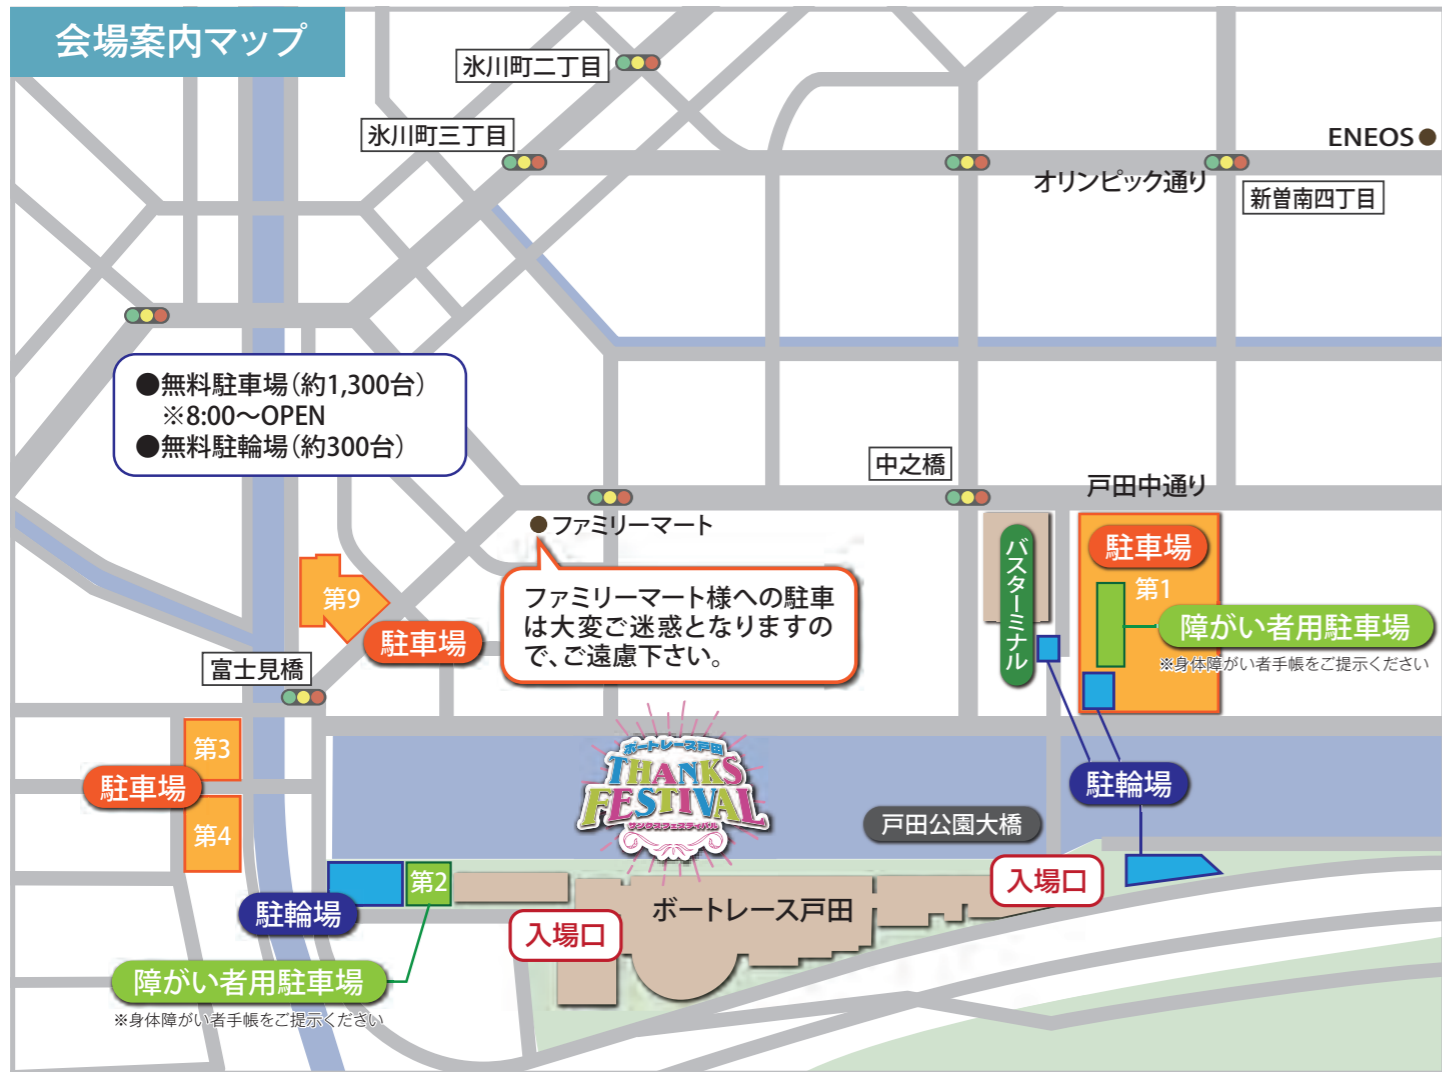 会場案内マップ
氷川町二丁目
氷川町三丁目
ENEOS
オリンピック通り
新曽南四丁目
●無料駐車場（約1,300台）
※8:00～OPEN
●無料駐輪場（約300台）
中之橋
戸田中通り
ファミリーマート
ファミリーマート様への駐車
は大変ご迷惑となりますの
で、ご遠慮下さい。
バスターミナル
駐車場
第1
障がい者用駐車場
※身体障がい者手帳をご提示ください
第9
駐車場
富士見橋
第3
駐車場
第4
ボートレース戸田
THANKS
FESTIVAL
サンクスフェスティバル
駐輪場
戸田公園大橋
入場口
第2
駐輪場
入場口
ボートレース戸田
障がい者用駐車場
※身体障がい者手帳をご提示ください